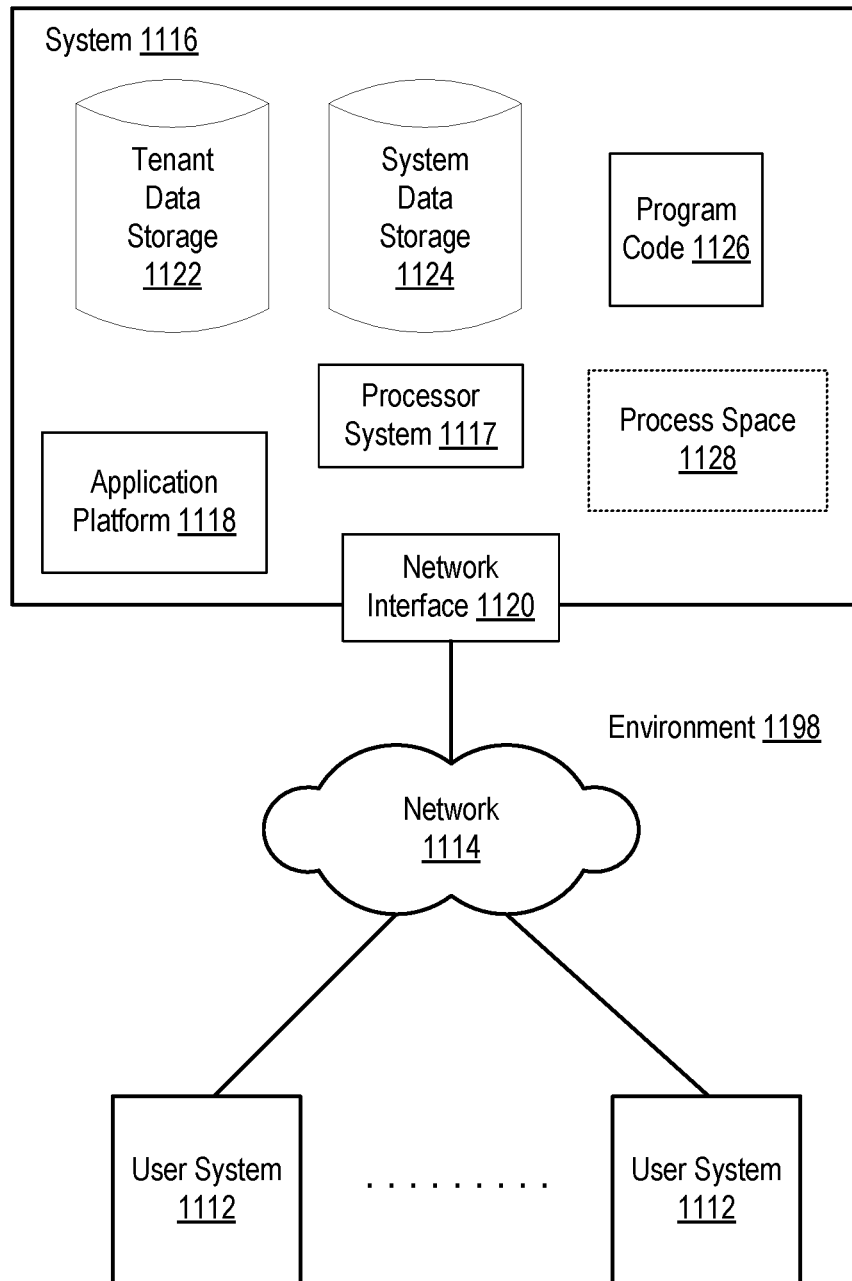 System 1116
Tenant
Data
Storage
1122
System
Data
Storage
1124
Program
Code 1126
Processor
System 1117
Process Space
1128
Application
Platform 1118
Network
Interface 1120
Environment 1198
Network
1114
User System
1112
. . . . . . . . .
User System
1112